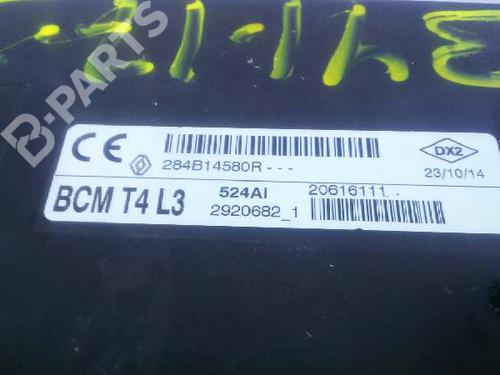 B-PARTS
CE
284B14580R - - -
DX2
23/10/14
BCM T4 L3
524AI
20616111 . .
2920682_1